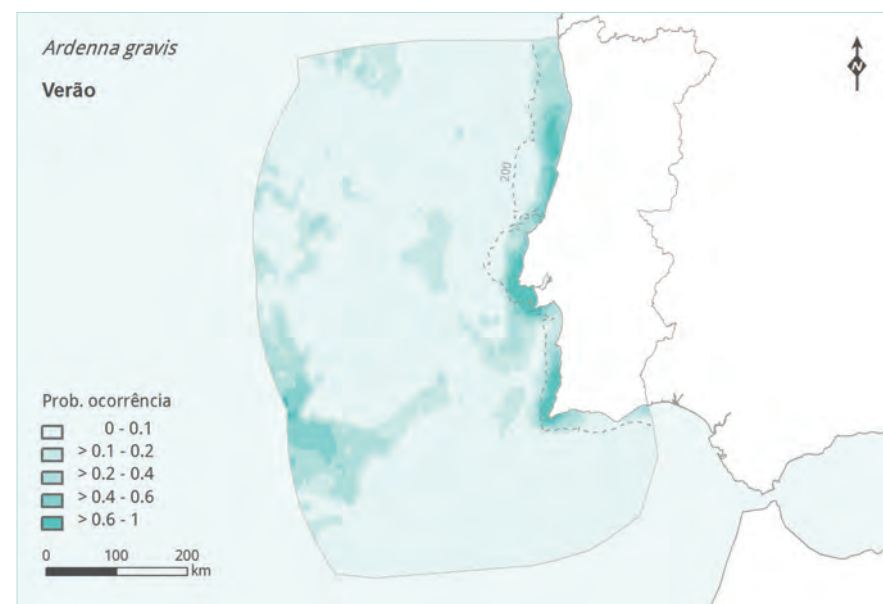 Ardenna gravis
Verão
N
200
Prob. ocorrência
0 - 0.1
> 0.1 - 0.2
> 0.2 - 0.4
> 0.4 - 0.6
> 0.6 - 1
0 100 200
km